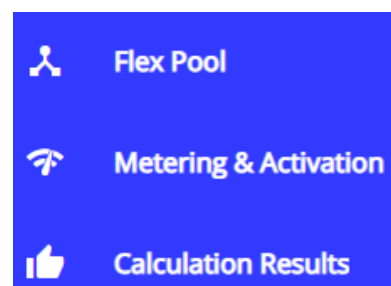 Flex Pool
Metering & Activation
Calculation Results